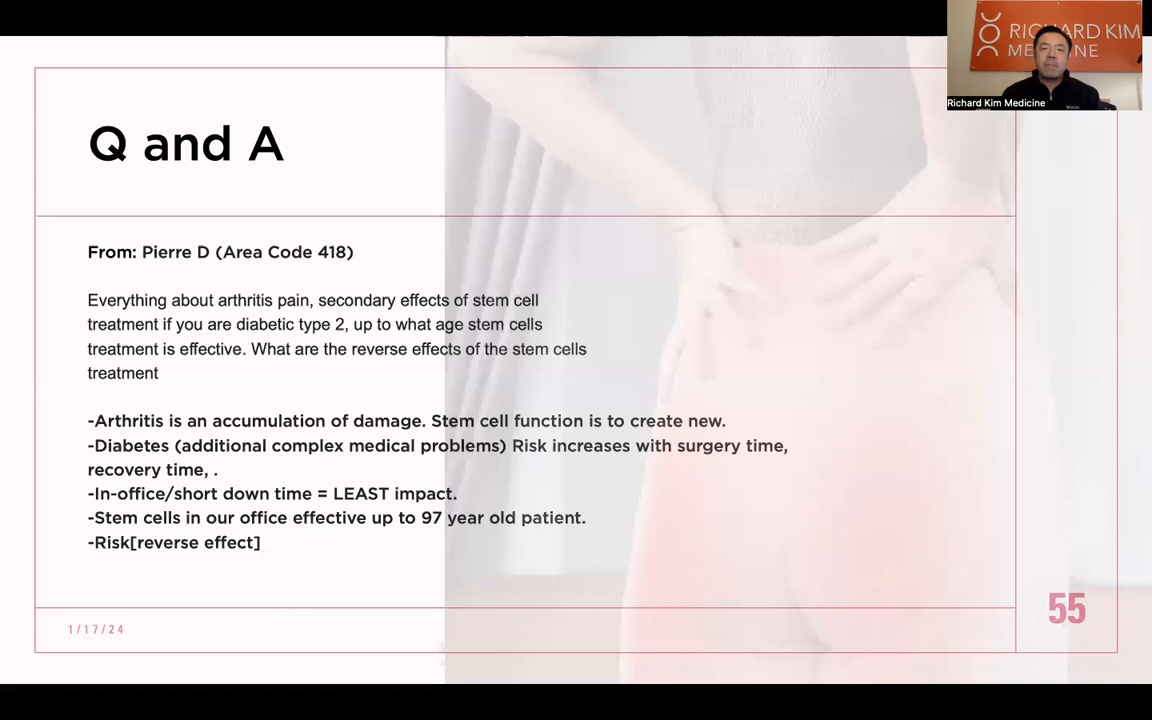 RICHARD KIM
MEDICINE
Richard Kim Medicine
Q and A
From: Pierre D (Area Code 418)
Everything about arthritis pain, secondary effects of stem cell
treatment if you are diabetic type 2, up to what age stem cells
treatment is effective. What are the reverse effects of the stem cells
treatment
-Arthritis is an accumulation of damage. Stem cell function is to create new.
-Diabetes (additional complex medical problems) Risk increases with surgery time,
recovery time, .
-In-office/short down time = LEAST impact.
-Stem cells in our office effective up to 97 year old patient.
-Risk[reverse effect]
1/17/24
55